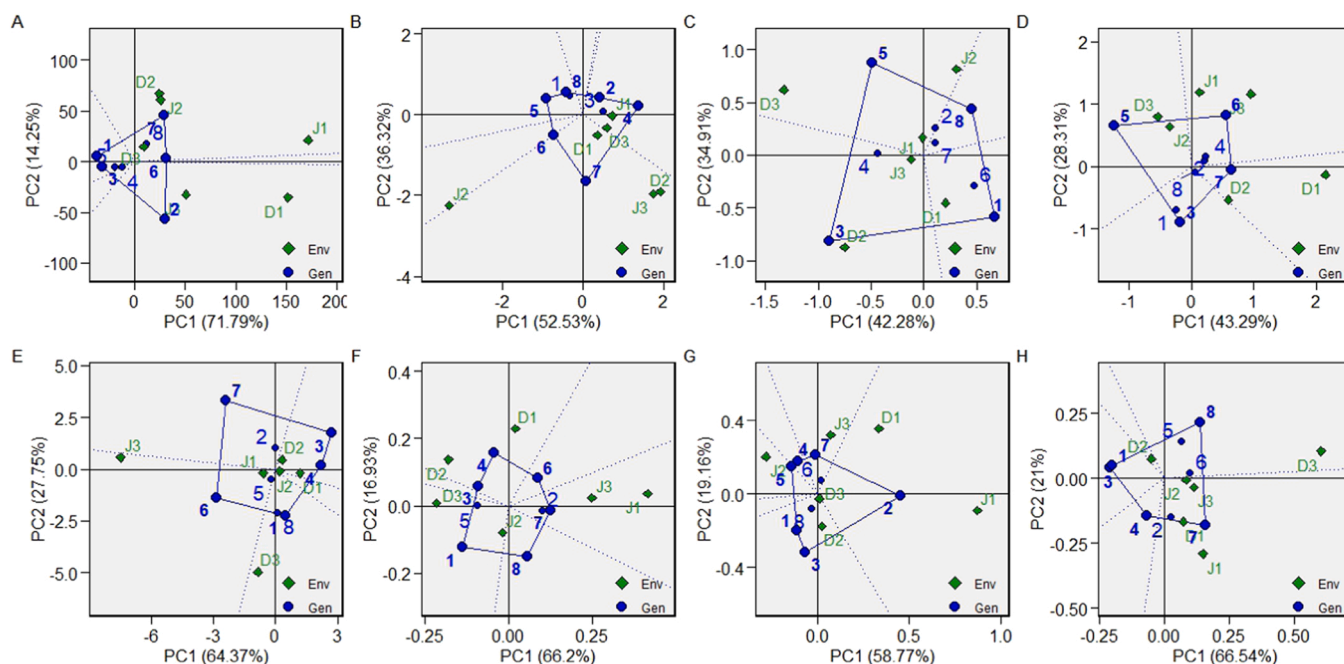 A
PC2 (14.25%)
100
50
0
-50
-100
D2
J2
J1
1
7
8
5
D3
3
4
6
2
D1
Env
Gen
0
50
100
150
200
PC1 (71.79%)
B
PC2 (36.32%)
2
0
-2
-4
1
8
2
5
3
J1
4
6
D1
D3
7
J2
D2
J3
Env
Gen
-2
0
2
PC1 (52.53%)
C
PC2 (34.91%)
1.0
0.5
0.0
-0.5
-1.0
5
J2
D3
2
8
J1
7
4
J3
6
D1
1
3
D2
Env
Gen
-1.5
-1.0
-0.5
0.0
0.5
PC1 (42.28%)
D
PC2 (28.31%)
2
1
0
-1
J1
6
5
D3
J3
J2
4
2
7
D1
8
D2
1
3
Env
Gen
-1
0
1
2
PC1 (43.29%)
E
PC2 (27.75%)
5.0
2.5
0.0
-2.5
-5.0
7
2
3
J3
D2
J1
4
5
J2
D1
6
1
8
D3
Env
Gen
-6
-3
0
3
PC1 (64.37%)
F
PC2 (16.93%)
0.4
0.2
0.0
-0.2
D1
4
D2
6
3
J3
D3
2
J1
5
7
J2
1
8
Env
Gen
-0.25
0.00
0.25
PC1 (66.2%)
G
PC2 (19.16%)
0.4
0.0
-0.4
J3
D1
4
7
J2
6
5
D3
2
J1
1
8
D2
3
Env
Gen
0.0
0.5
1.0
PC1 (58.77%)
H
PC2 (21%)
0.25
0.00
-0.25
-0.50
8
5
D2
D3
1
6
3
J2
J3
4
2
D1
7
J1
Env
Gen
-0.25
0.00
0.25
0.60
PC1 (66.54%)